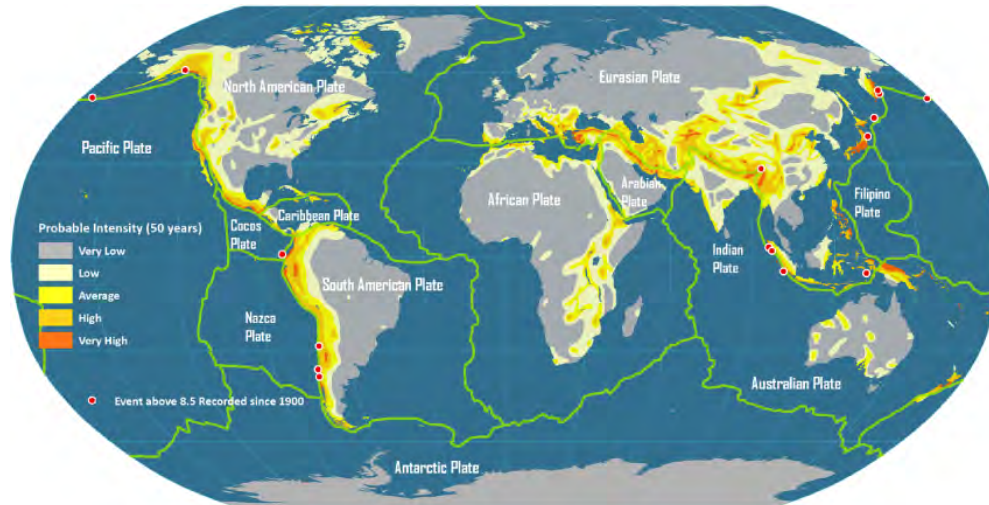 Eurasian Plate
North American Plate
Pacific Plate
African Plate
Arabian
Plate
Filipino
Plate
Caribbean Plate
Cocos
Plate
Indian
Plate
South American Plate
Nazca
Plate
Australian Plate
Antarctic Plate
Probable Intensity (50 years)
Very Low
Low
Average
High
Very High
Event above 8.5 Recorded since 1900